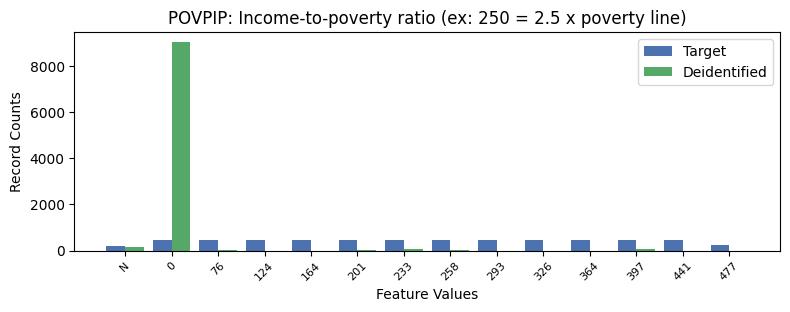 POVPIP: Income-to-poverty ratio (ex: 250 = 2.5 x poverty line)
Target
Deidentified
8000
6000
4000
2000
0
Record Counts
N 0 76 124 164 201 233 258 293 326 364 397 441 477
Feature Values